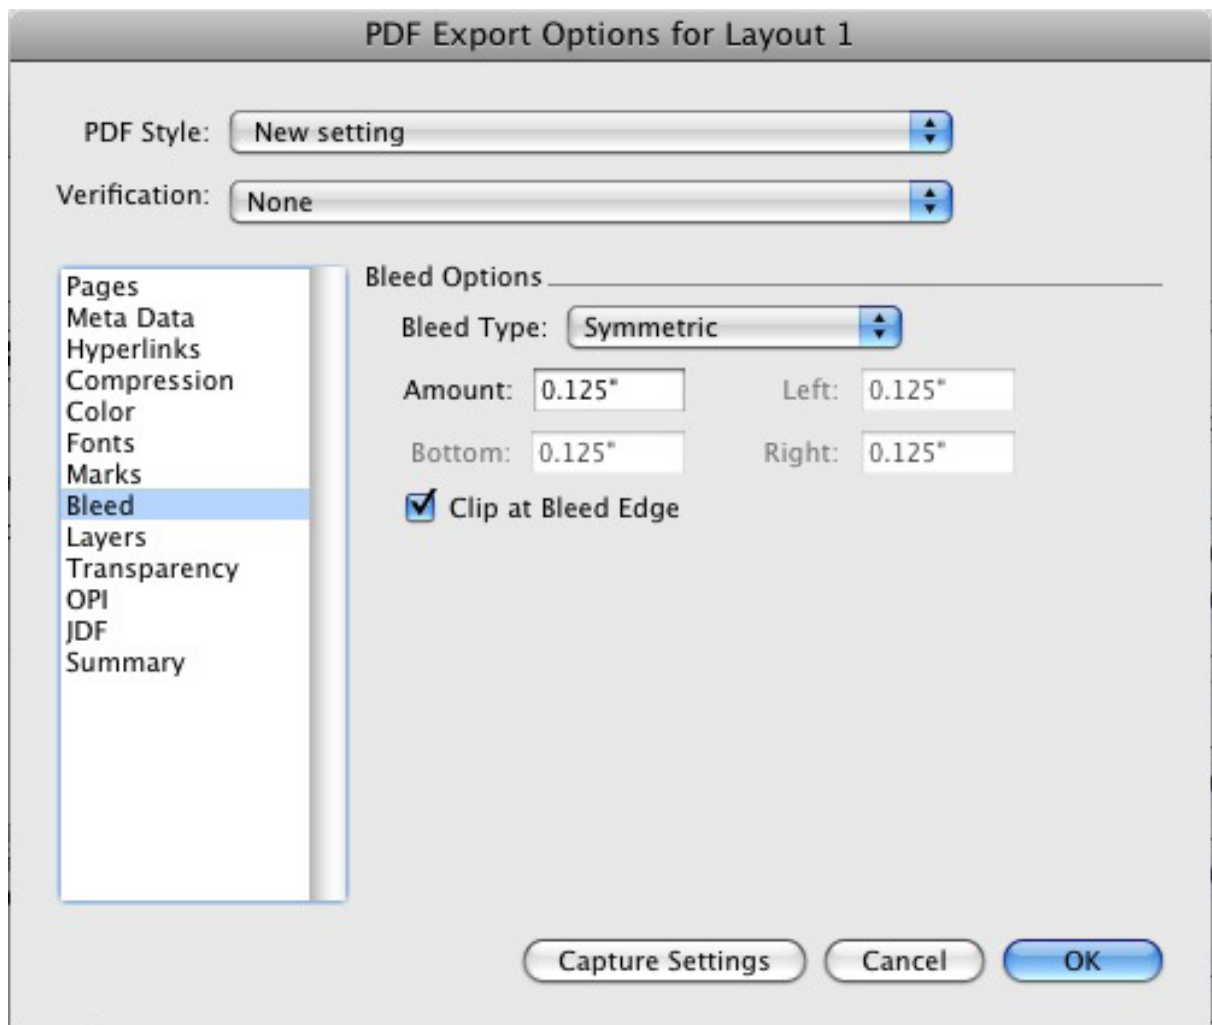 PDF Export Options for Layout 1
PDF Style: New setting
Verification: None
Pages
Meta Data
Hyperlinks
Compression
Color
Fonts
Marks
Bleed
Layers
Transparency
OPI
JDF
Summary
Bleed Options
Bleed Type: Symmetric
Amount: 0.125" Left: 0.125"
Bottom: 0.125" Right: 0.125"
Clip at Bleed Edge
Capture Settings Cancel OK